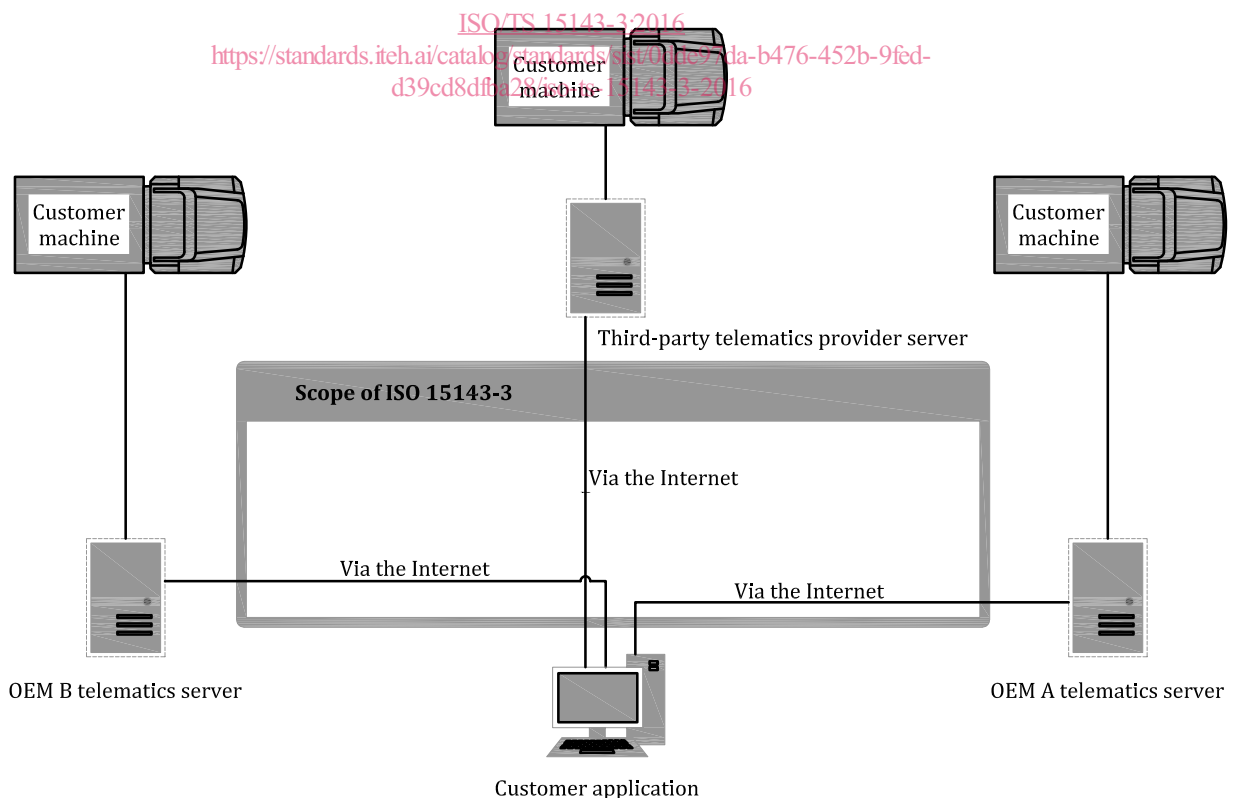 ISO/TS 15143-3:2016
https://standards.iteh.ai/catalog/standards/sist/0dde97da-b476-452b-9fed-
d39cd8dfba28/iso-ts-15143-3-2016
Customer
machine
Customer
machine
Customer
machine
Third-party telematics provider server
Scope of ISO 15143-3
Via the Internet
Via the Internet
Via the Internet
OEM B telematics server
OEM A telematics server
Customer application